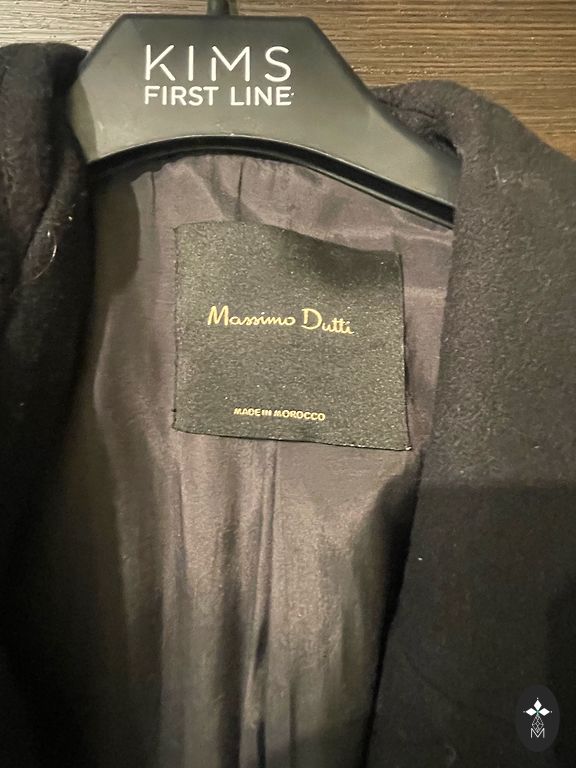 KIMS
FIRST LINE
Massimo Dutti
MADE IN MOROCCO